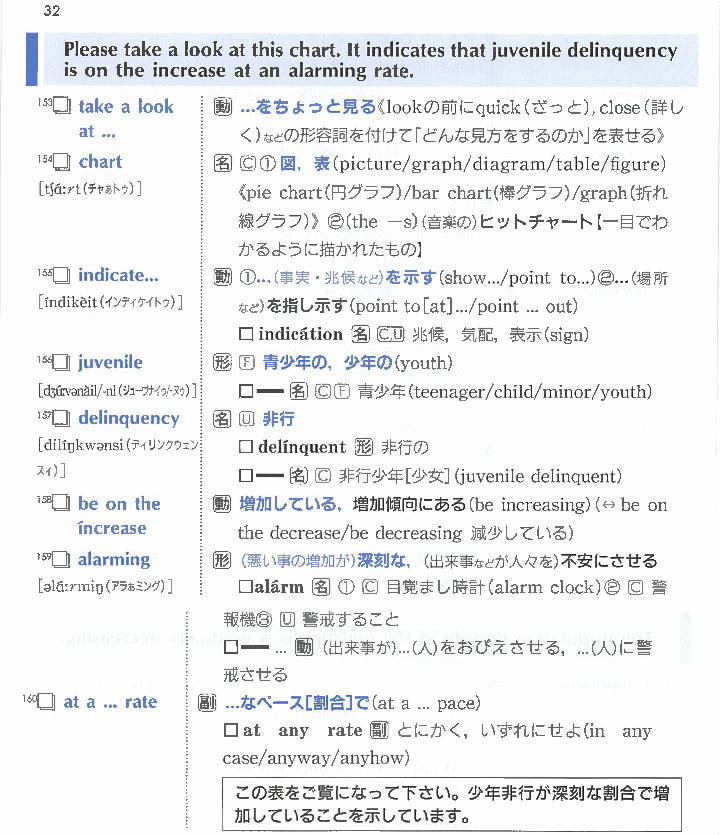 32
Please take a look at this chart. It indicates that juvenile delinquency
is on the increase at an alarming rate.
153 take a look
at ...
動 …をちょっと見る《lookの前にquick(ざっと),close(詳し
く)などの形容詞を付けて「どんな見方をするのか」を表せる》
154 chart
[tʃɑ́ːrt(チャあトゥ)]
名 Ⓒ①図, 表(picture/graph/diagram/table/figure)
《pie chart(円グラフ)/bar chart(棒グラフ)/graph(折れ
線グラフ)》②(the —s)(音楽の)ヒットチャート【一目でわ
かるように描かれたもの】
155 indicate...
[índikèit(インディケイトゥ)]
動 ①…(事実・兆候など)を示す(show.../point to...)②…(場所
など)を指し示す(point to[at].../point ... out)
□ indicátion 名 C,U 兆候, 気配, 表示(sign)
156 juvenile
[dʒúːvənàil/-nl(ジューヴナイゥ/-ヌゥ)]
形 F 青少年の, 少年の(youth)
□━ 名 ⒸF 青少年(teenager/child/minor/youth)
157 delinquency
[dilíŋkwənsi(ディリンクウェン
スィ)]
名 U 非行
□ delínquent 形 非行の
□━ 名 C 非行少年[少女](juvenile delinquent)
158 be on the
íncrease
動 増加している, 増加傾向にある(be increasing)(↔ be on
the decrease/be decreasing 減少している)
159 alarming
[əlɑ́ːrmiŋ(アラぁミング)]
形 (悪い事の増加が)深刻な, (出来事などが人々を)不安にさせる
□alárm 名 ① C 目覚まし時計(alarm clock)② C 警
報機③ U 警戒すること
□━ ... 動 (出来事が)…(人)をおびえさせる, …(人)に警
戒させる
160 at a ... rate
副 …なペース[割合]で(at a ... pace)
□ at any rate 副 とにかく, いずれにせよ(in any
case/anyway/anyhow)
この表をご覧になって下さい。少年非行が深刻な割合で増
加していることを示しています。